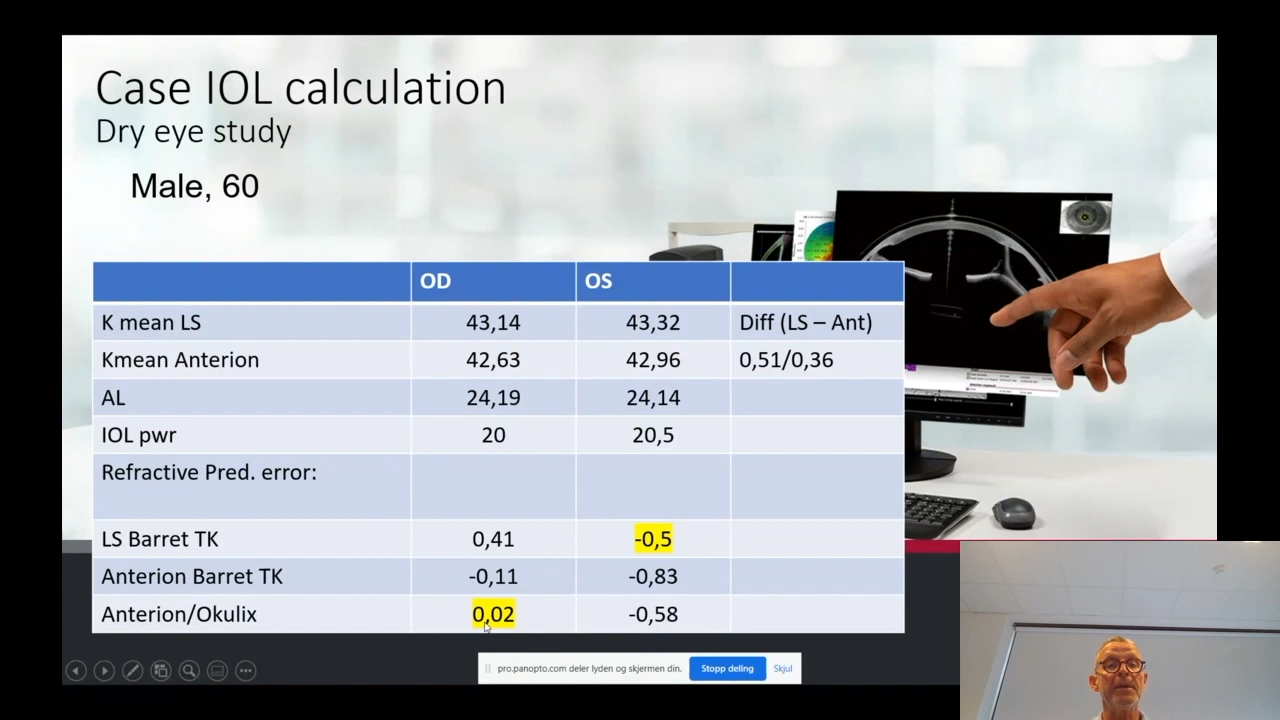 Case IOL calculation
Dry eye study
Male, 60
OD OS
K mean LS 43,14 43,32 Diff (LS – Ant)
Kmean Anterion 42,63 42,96 0,51/0,36
AL 24,19 24,14
IOL pwr 20 20,5
Refractive Pred. error:
LS Barret TK 0,41 -0,5
Anterion Barret TK -0,11 -0,83
Anterion/Okulix 0,02 -0,58
pro.panopto.com deler lyden og skjermen din. Stopp deling Skjul